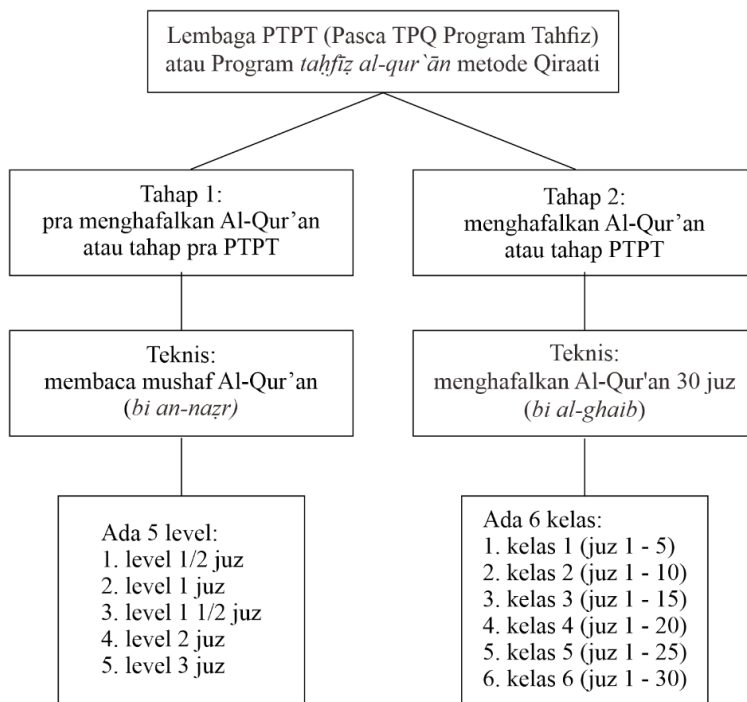 Lembaga PTPT (Pasca TPQ Program Tahfiz)
atau Program taḥfīẓ al-qur`ān metode Qiraati
Tahap 1:
pra menghafalkan Al-Qur’an
atau tahap pra PTPT
Tahap 2:
menghafalkan Al-Qur’an
atau tahap PTPT
Teknis:
membaca mushaf Al-Qur’an
(bi an-naẓr)
Teknis:
menghafalkan Al-Qur'an 30 juz
(bi al-ghaib)
Ada 5 level:
1. level 1/2 juz
2. level 1 juz
3. level 1 1/2 juz
4. level 2 juz
5. level 3 juz
Ada 6 kelas:
1. kelas 1 (juz 1 - 5)
2. kelas 2 (juz 1 - 10)
3. kelas 3 (juz 1 - 15)
4. kelas 4 (juz 1 - 20)
5. kelas 5 (juz 1 - 25)
6. kelas 6 (juz 1 - 30)